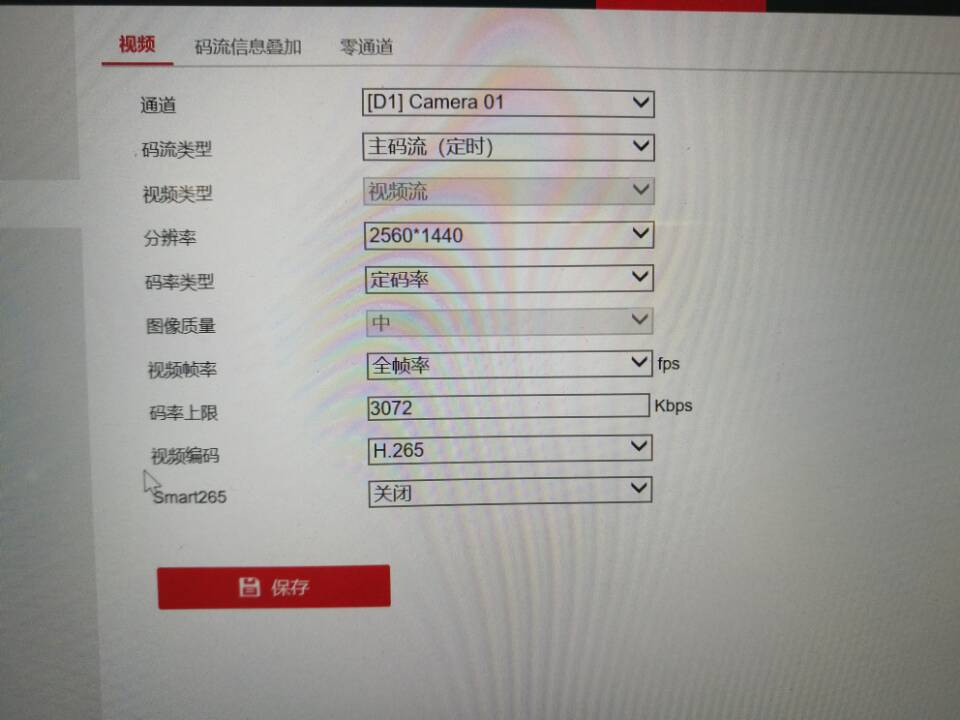 视频 码流信息叠加 零通道
通道 [D1] Camera 01
码流类型 主码流（定时）
视频类型 视频流
分辨率 2560*1440
码率类型 定码率
图像质量 中
视频帧率 全帧率 fps
码率上限 3072 Kbps
视频编码 H.265
Smart265 关闭
保存